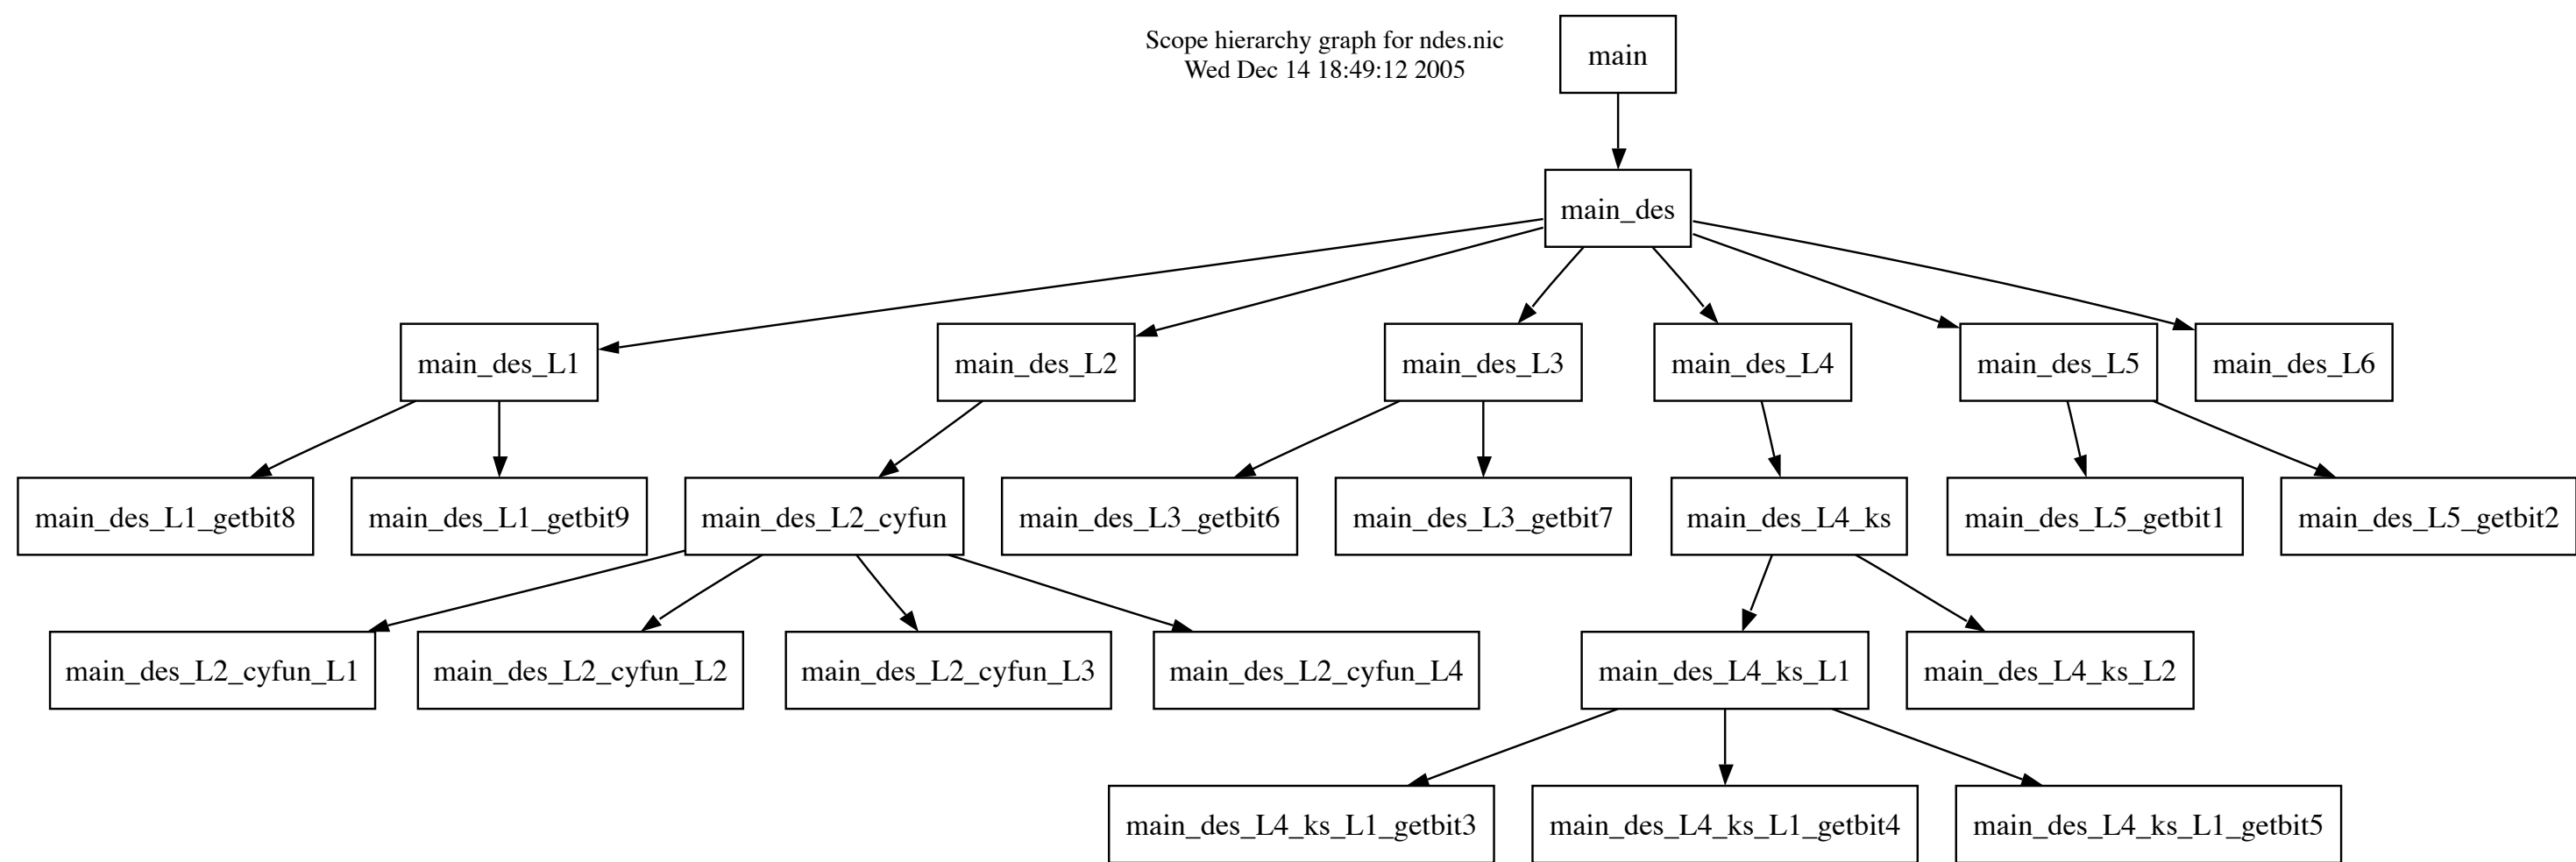 Scope hierarchy graph for ndes.nic
Wed Dec 14 18:49:12 2005
main
main_des
main_des_L1
main_des_L2
main_des_L3
main_des_L4
main_des_L5
main_des_L6
main_des_L1_getbit8
main_des_L1_getbit9
main_des_L2_cyfun
main_des_L3_getbit6
main_des_L3_getbit7
main_des_L4_ks
main_des_L5_getbit1
main_des_L5_getbit2
main_des_L2_cyfun_L1
main_des_L2_cyfun_L2
main_des_L2_cyfun_L3
main_des_L2_cyfun_L4
main_des_L4_ks_L1
main_des_L4_ks_L2
main_des_L4_ks_L1_getbit3
main_des_L4_ks_L1_getbit4
main_des_L4_ks_L1_getbit5